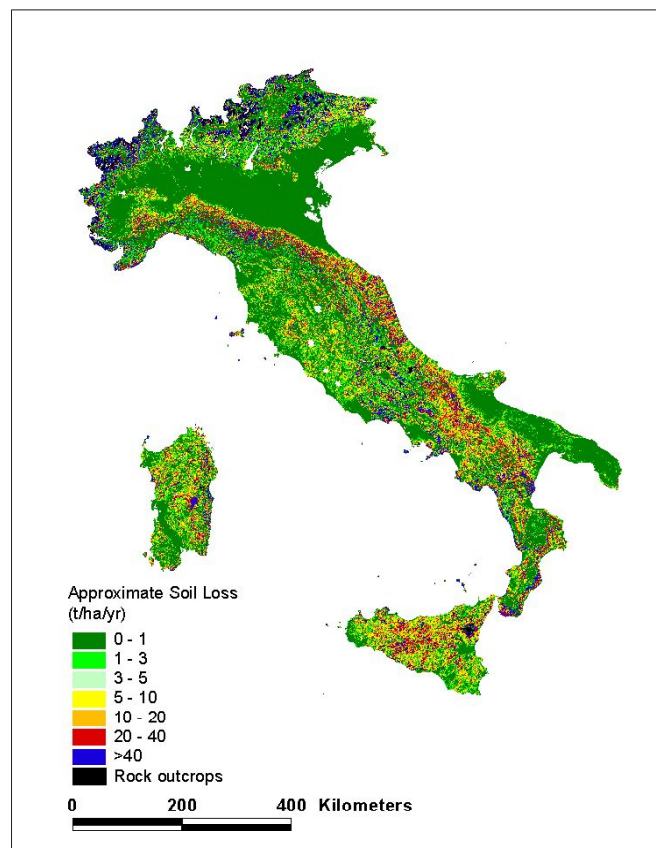 Approximate Soil Loss
(t/ha/yr)
0 - 1
1 - 3
3 - 5
5 - 10
10 - 20
20 - 40
>40
Rock outcrops
0 200 400 Kilometers